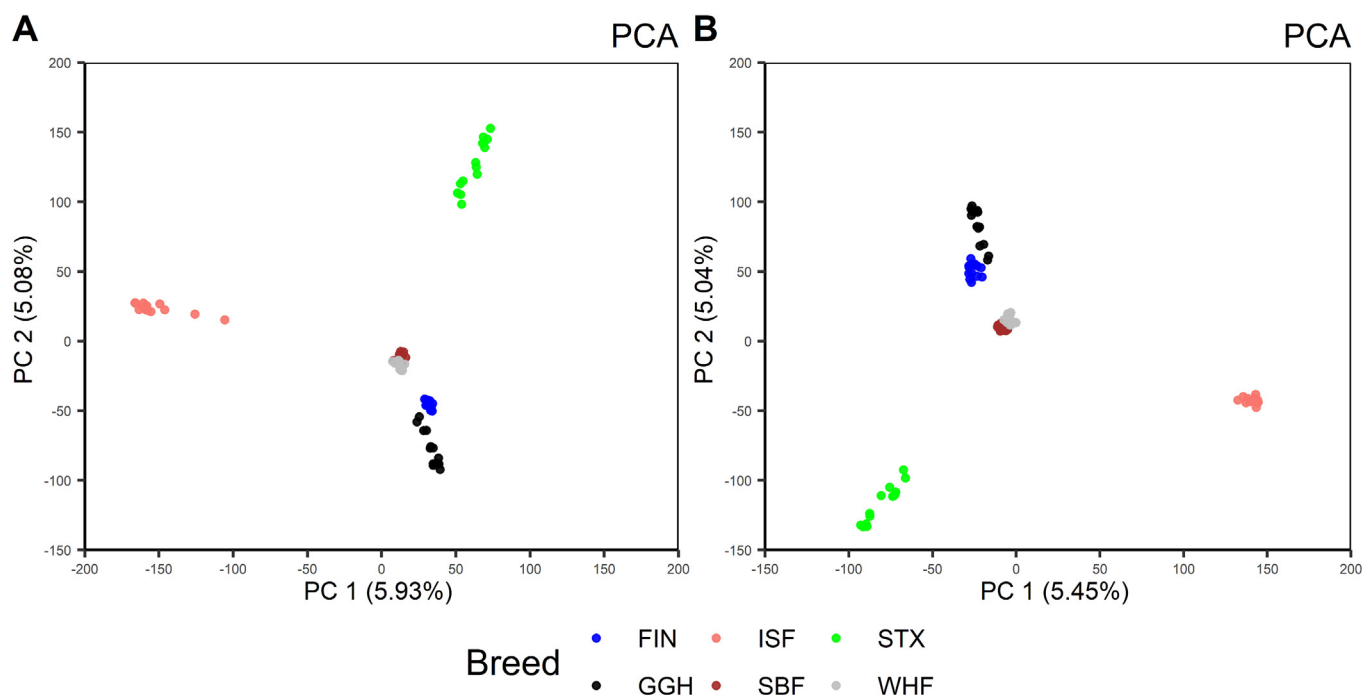 A
PCA
200
150
100
50
0
-50
-100
-150
PC 2 (5.08%)
-200
-150
-100
-50
0
50
100
150
200
PC 1 (5.93%)
B
PCA
200
150
100
50
0
-50
-100
-150
PC 2 (5.04%)
-150
-100
-50
0
50
100
150
200
PC 1 (5.45%)
Breed
FIN
ISF
STX
GGH
SBF
WHF